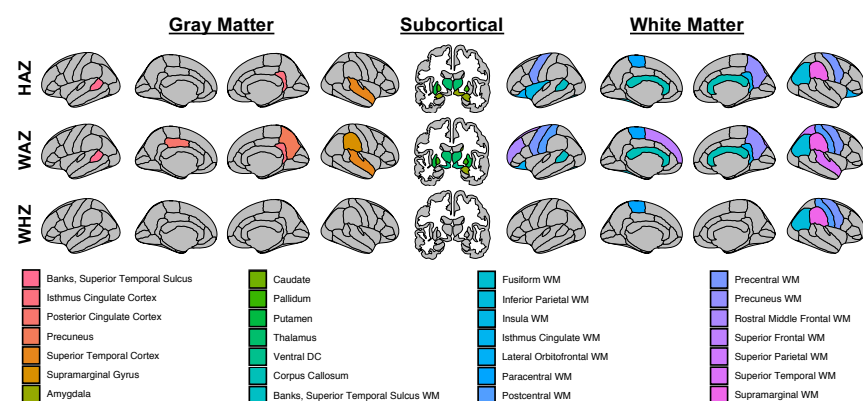 Gray Matter Subcortical White Matter
HAZ
WAZ
WHZ
Banks, Superior Temporal Sulcus
Isthmus Cingulate Cortex
Posterior Cingulate Cortex
Precuneus
Superior Temporal Cortex
Supramarginal Gyrus
Amygdala
Caudate
Pallidum
Putamen
Thalamus
Ventral DC
Corpus Callosum
Banks, Superior Temporal Sulcus WM
Fusiform WM
Inferior Parietal WM
Insula WM
Isthmus Cingulate WM
Lateral Orbitofrontal WM
Paracentral WM
Postcentral WM
Precentral WM
Precuneus WM
Rostral Middle Frontal WM
Superior Frontal WM
Superior Parietal WM
Superior Temporal WM
Supramarginal WM